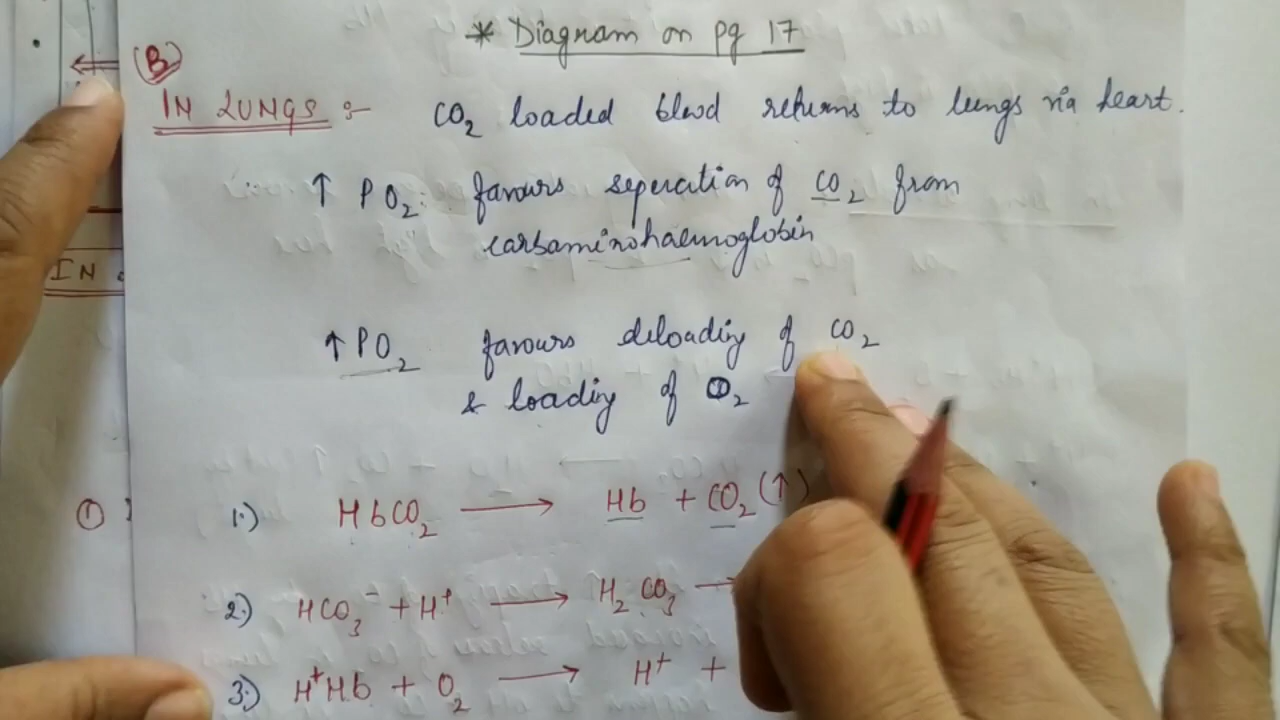 * Diagram on pg 17
(B)
IN LUNGS :- CO2 loaded blood returns to lungs via heart.
↑ PO2: favours seperation of CO2 from
carbaminohaemoglobin
IN
↑ PO2 favours deloading of CO2
& loading of O2
①
1.) HbCO2 ⟶ Hb + CO2 (↑)
2.) HCO3⁻ + H⁺ ⟶ H2CO3 →
3.) H⁺Hb + O2 ⟶ H⁺ +